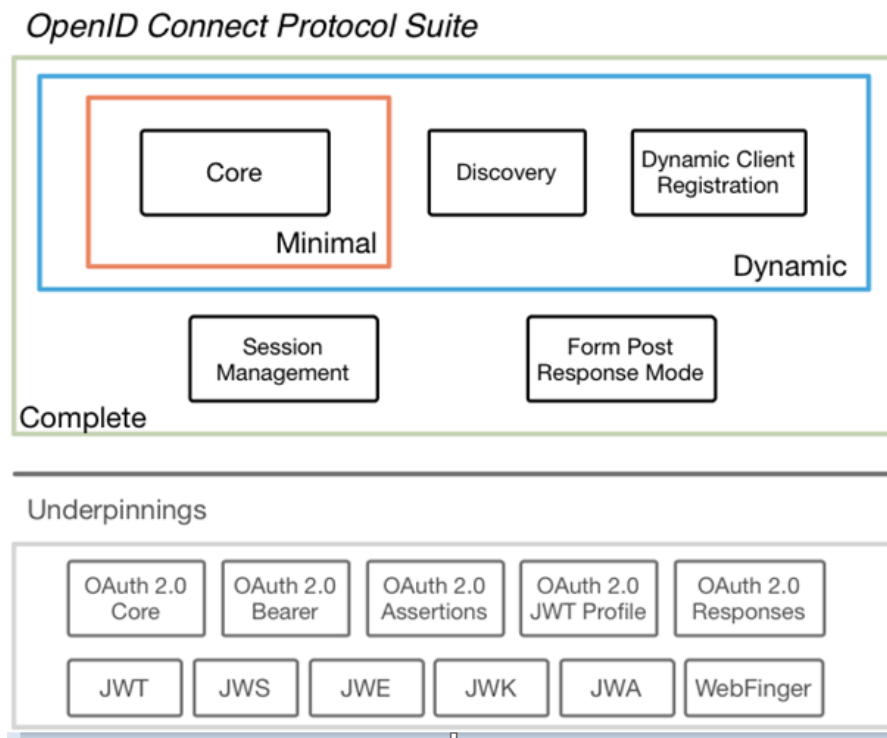 OpenID Connect Protocol Suite
Core
Discovery
Dynamic Client
Registration
Minimal
Dynamic
Session
Management
Form Post
Response Mode
Complete
Underpinnings
OAuth 2.0
Core
OAuth 2.0
Bearer
OAuth 2.0
Assertions
OAuth 2.0
JWT Profile
OAuth 2.0
Responses
JWT
JWS
JWE
JWK
JWA
WebFinger